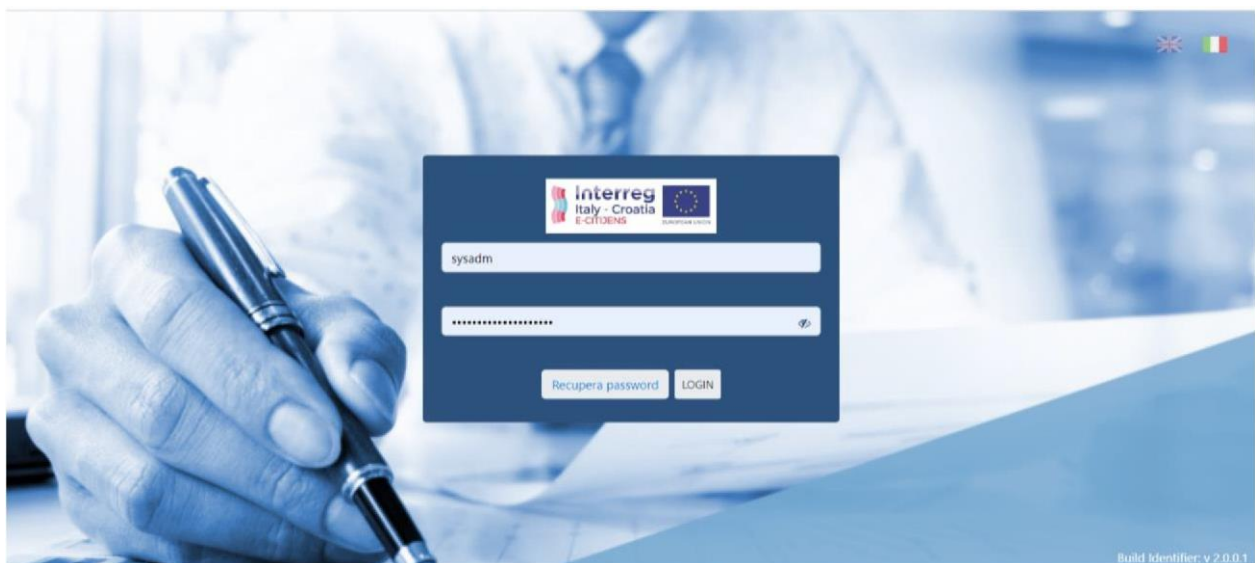 Interreg
Italy - Croatia
E-CITIJENS
EUROPEAN UNION
sysadm
••••••••••••••••••••
Recupera password
LOGIN
Build Identifier: v 2.0.0.1